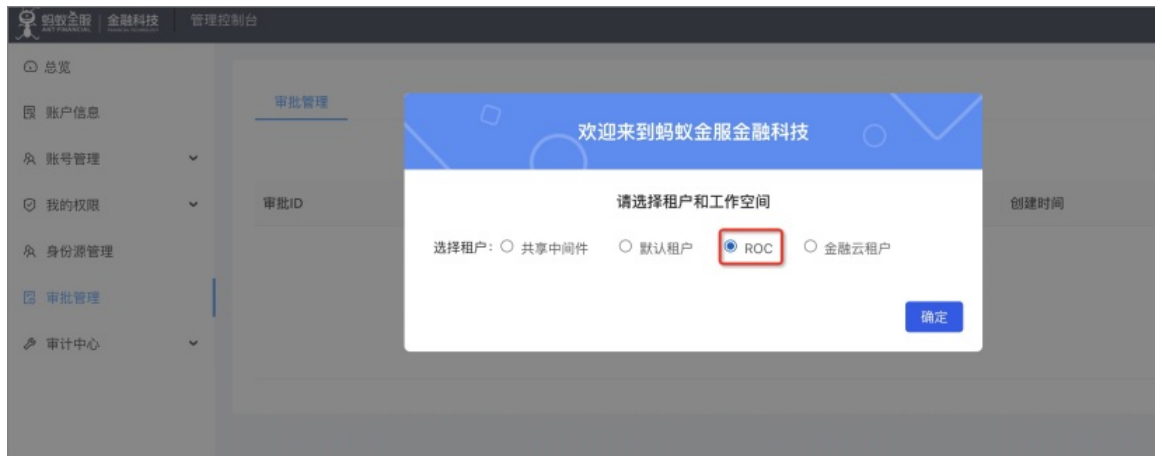 蚂蚁金服 金融科技 管理控制台
ANT FINANCIAL
总览
账户信息
账号管理
我的权限
身份源管理
审批管理
审计中心
审批管理
审批ID
创建时间
欢迎来到蚂蚁金服金融科技
请选择租户和工作空间
选择租户: 共享中间件 默认租户 ROC 金融云租户
确定